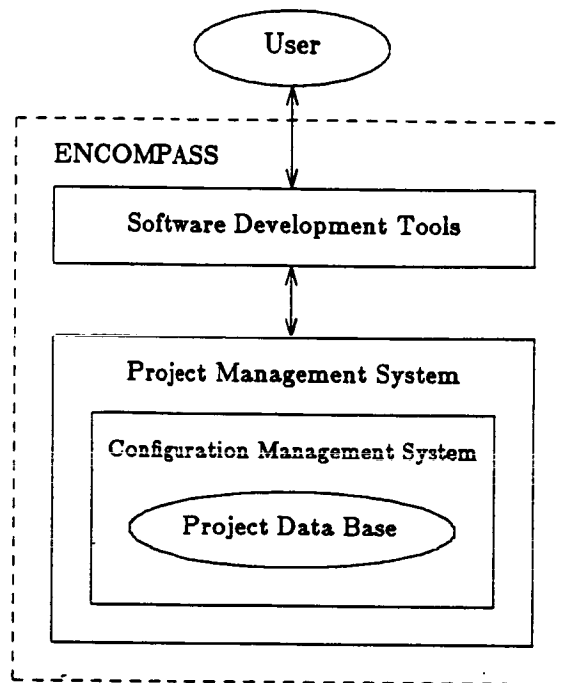 User
ENCOMPASS
Software Development Tools
Project Management System
Configuration Management System
Project Data Base